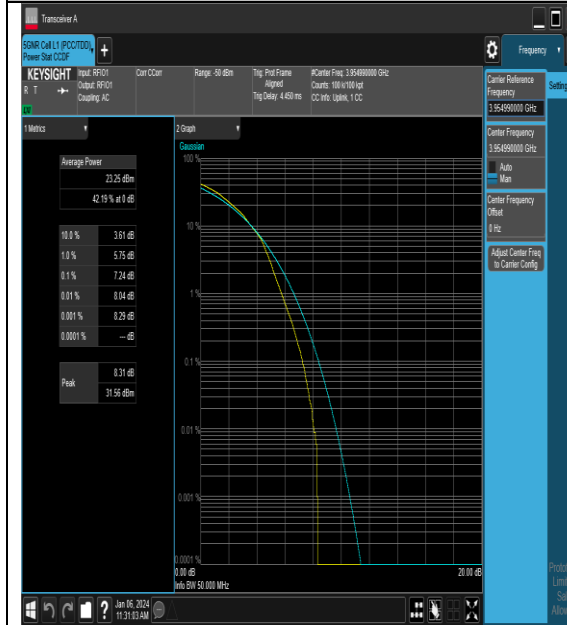 Transceiver A
5GNR Cell L1 (PCC/TDD),
Power Stat CCDF
Frequency
KEYSIGHT
R T
Input: RFIO1
Output: RFIO1
Coupling: AC
Corr CCorr
Range: -50 dBm
Trig: Prot Frame
Aligned
Trig Delay: 4.450 ms
#Center Freq: 3.954990000 GHz
Counts: 100 k/100 kpt
CC Info: Uplink, 1 CC
Carrier Reference
Frequency
3.954990000 GHz
Setting
Center Frequency
3.954990000 GHz
Auto
Man
Center Frequency
Offset
0 Hz
Adjust Center Freq
to Carrier Config
1 Metrics
Average Power
23.25 dBm
42.19 % at 0 dB
10.0 % 3.61 dB
1.0 % 5.75 dB
0.1 % 7.24 dB
0.01 % 8.04 dB
0.001 % 8.29 dB
0.0001 % --- dB
Peak
8.31 dB
31.56 dBm
2 Graph
Gaussian
100 %
10 %
1 %
0.1 %
0.01 %
0.001 %
0.0001 %
0.00 dB
20.00 dB
Info BW 50.000 MHz
Jan 06, 2024
11:31:03 AM